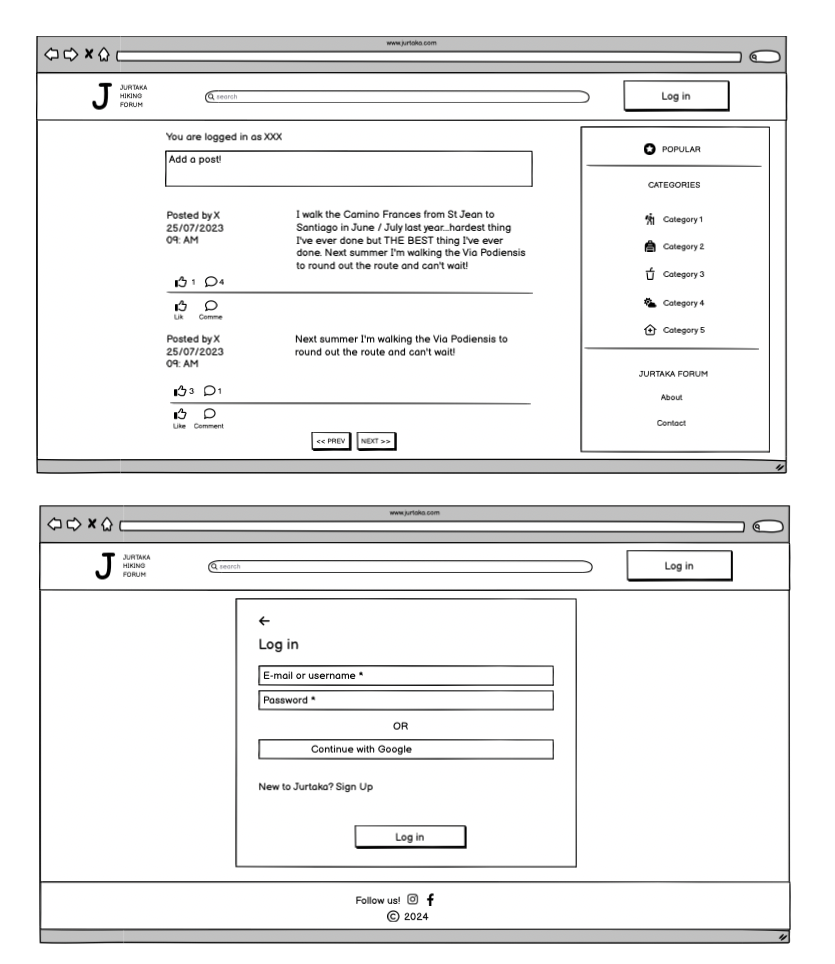 www.jurtaka.com
JURTAKA
HIKING
FORUM
J
search
Log in
You are logged in as XXX
Add a post!
Posted by X
25/07/2023
09: AM
I walk the Camino Frances from St Jean to
Santiago in June / July last year...hardest thing
I've ever done but THE BEST thing I've ever
done. Next summer I'm walking the Via Podiensis
to round out the route and can't wait!
1 4
Lik Comme
Posted by X
25/07/2023
09: AM
Next summer I'm walking the Via Podiensis to
round out the route and can't wait!
3 1
Like Comment
<< PREV NEXT >>
POPULAR
CATEGORIES
Category 1
Category 2
Category 3
Category 4
Category 5
JURTAKA FORUM
About
Contact
www.jurtaka.com
JURTAKA
HIKING
FORUM
J
search
Log in
Log in
E-mail or username *
Password *
OR
Continue with Google
New to Jurtaka? Sign Up
Log in
Follow us!
© 2024